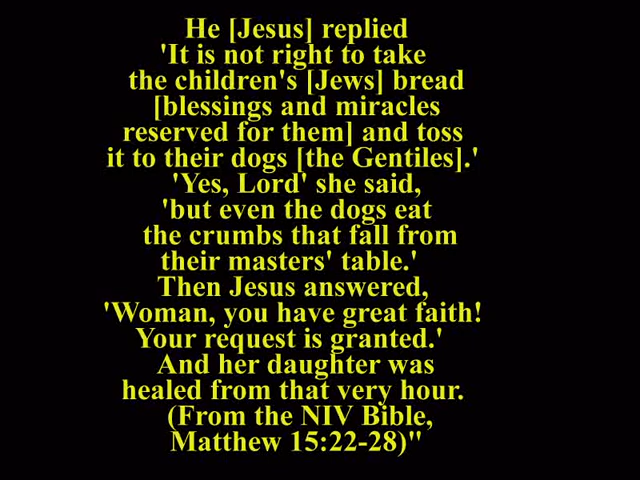 He [Jesus] replied
'It is not right to take
the children's [Jews] bread
[blessings and miracles
reserved for them] and toss
it to their dogs [the Gentiles].'
'Yes, Lord' she said,
'but even the dogs eat
the crumbs that fall from
their masters' table.'
Then Jesus answered,
'Woman, you have great faith!
Your request is granted.'
And her daughter was
healed from that very hour.
(From the NIV Bible,
Matthew 15:22-28)"